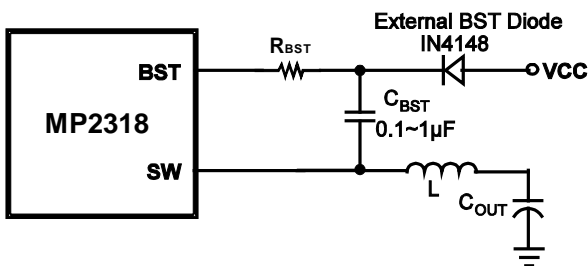 External BST Diode
IN4148
RBST
BST
VCC
CBST
0.1~1µF
MP2318
SW
L
COUT